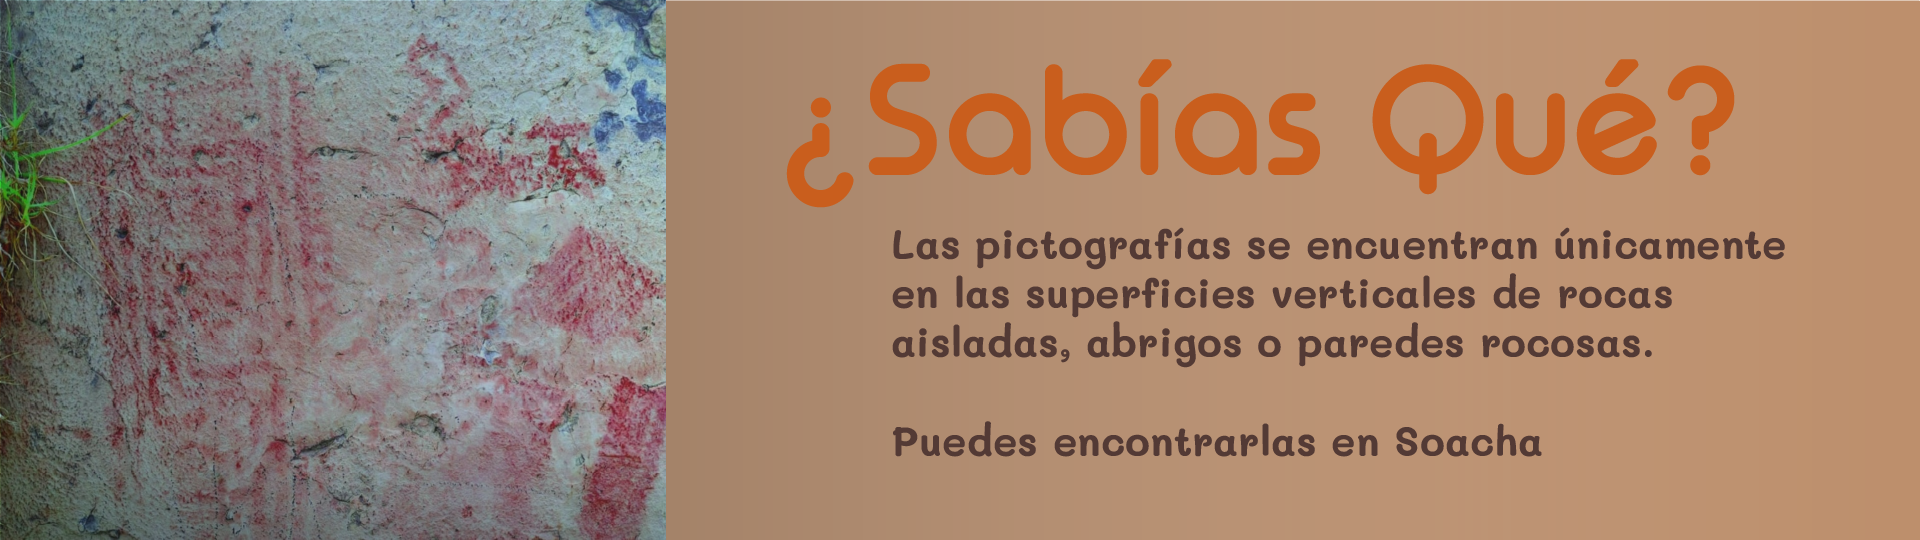 ¿Sabías Qué?
Las pictografías se encuentran únicamente
en las superficies verticales de rocas
aisladas, abrigos o paredes rocosas.
Puedes encontrarlas en Soacha